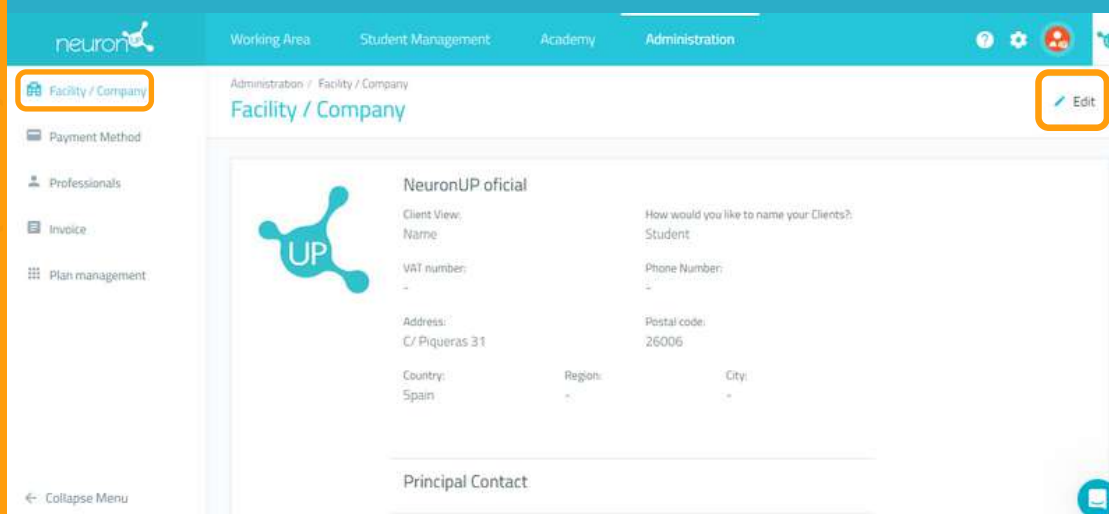 neuron
Working Area Student Management Academy Administration
Facility / Company
Payment Method
Professionals
Invoice
Plan management
Collapse Menu
Administration / Facility / Company
Facility / Company
Edit
UP
NeuronUP oficial
Client View: How would you like to name your Clients?:
Name Student
VAT number: Phone Number:
- -
Address: Postal code:
C/ Piqueras 31 26006
Country: Region: City:
Spain - -
Principal Contact